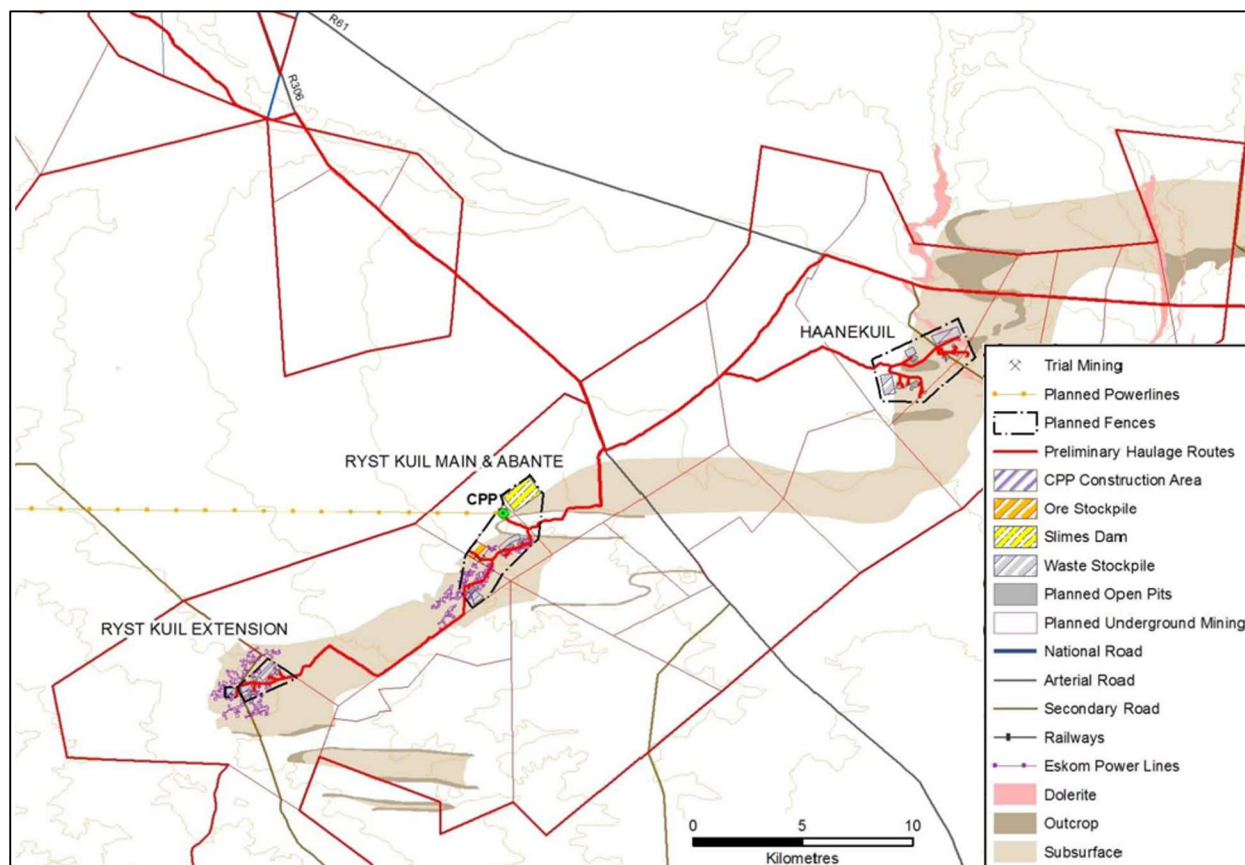 R61
R306
HAANEKUIL
RYST KUIL MAIN & ABANTE
CPP
RYST KUIL EXTENSION
Trial Mining
Planned Powerlines
Planned Fences
Preliminary Haulage Routes
CPP Construction Area
Ore Stockpile
Slimes Dam
Waste Stockpile
Planned Open Pits
Planned Underground Mining
National Road
Arterial Road
Secondary Road
Railways
Eskom Power Lines
Dolerite
Outcrop
Subsurface
0 5 10
Kilometres